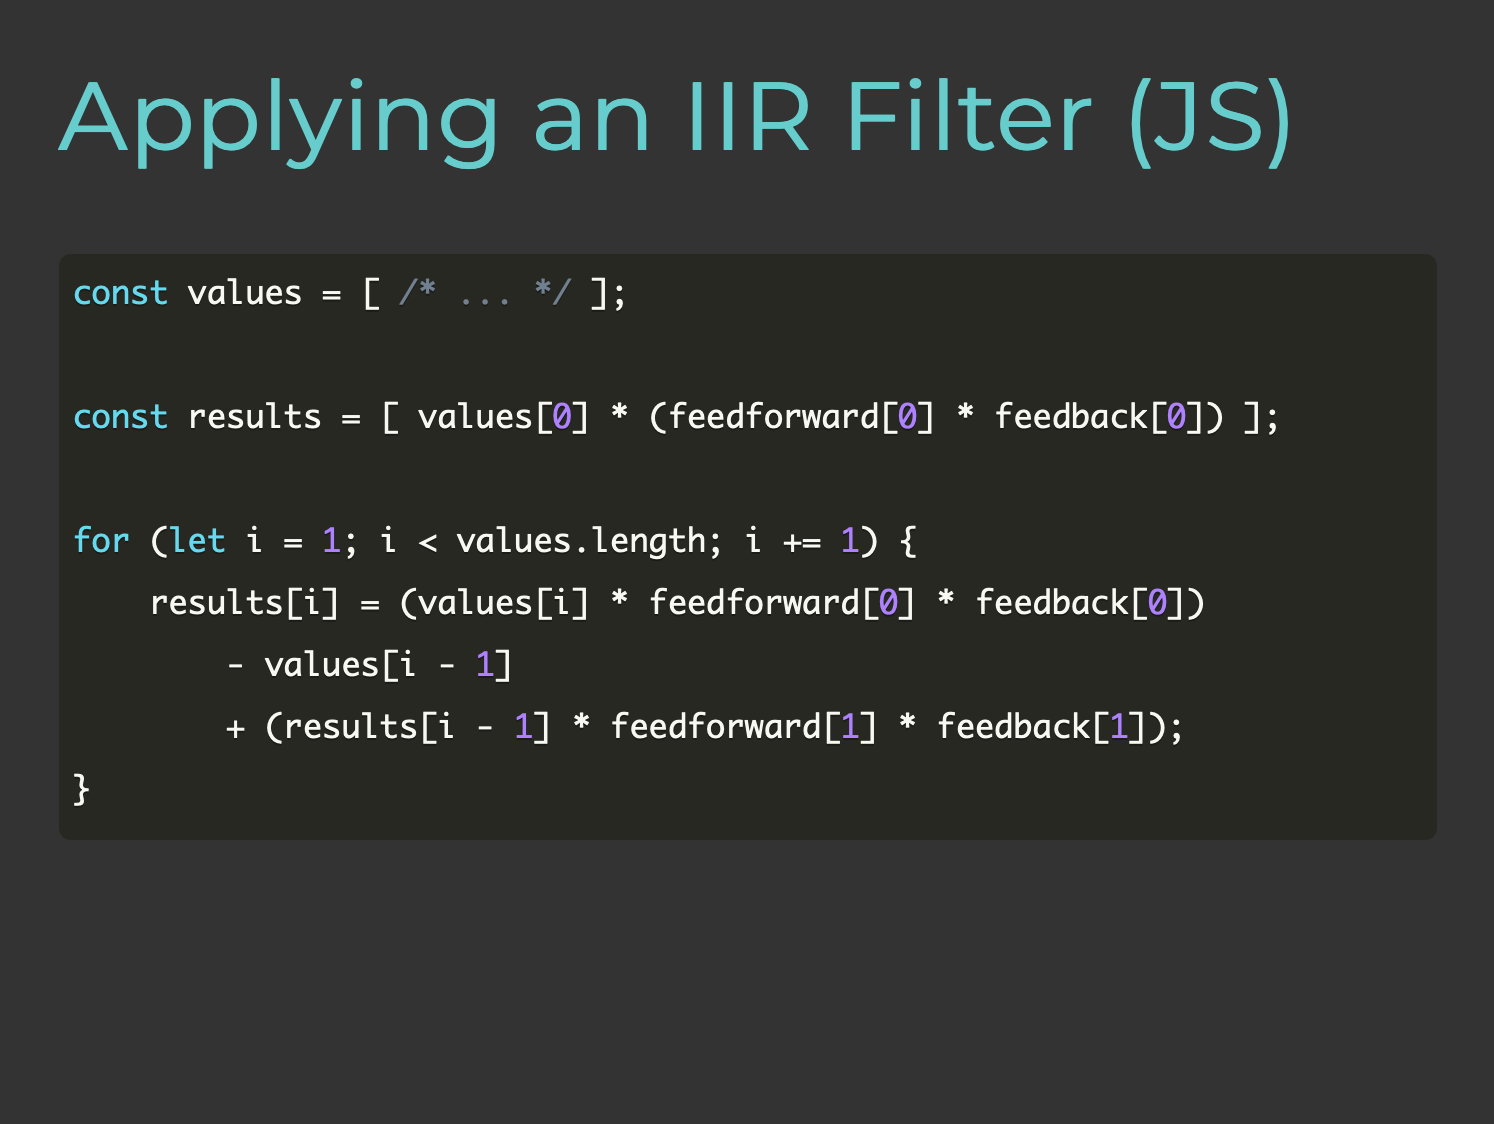 Applying an IIR Filter (JS)
const values = [ /* ... */ ];
const results = [ values[0] * (feedforward[0] * feedback[0]) ];
for (let i = 1; i < values.length; i += 1) {
    results[i] = (values[i] * feedforward[0] * feedback[0])
        - values[i - 1]
        + (results[i - 1] * feedforward[1] * feedback[1]);
}